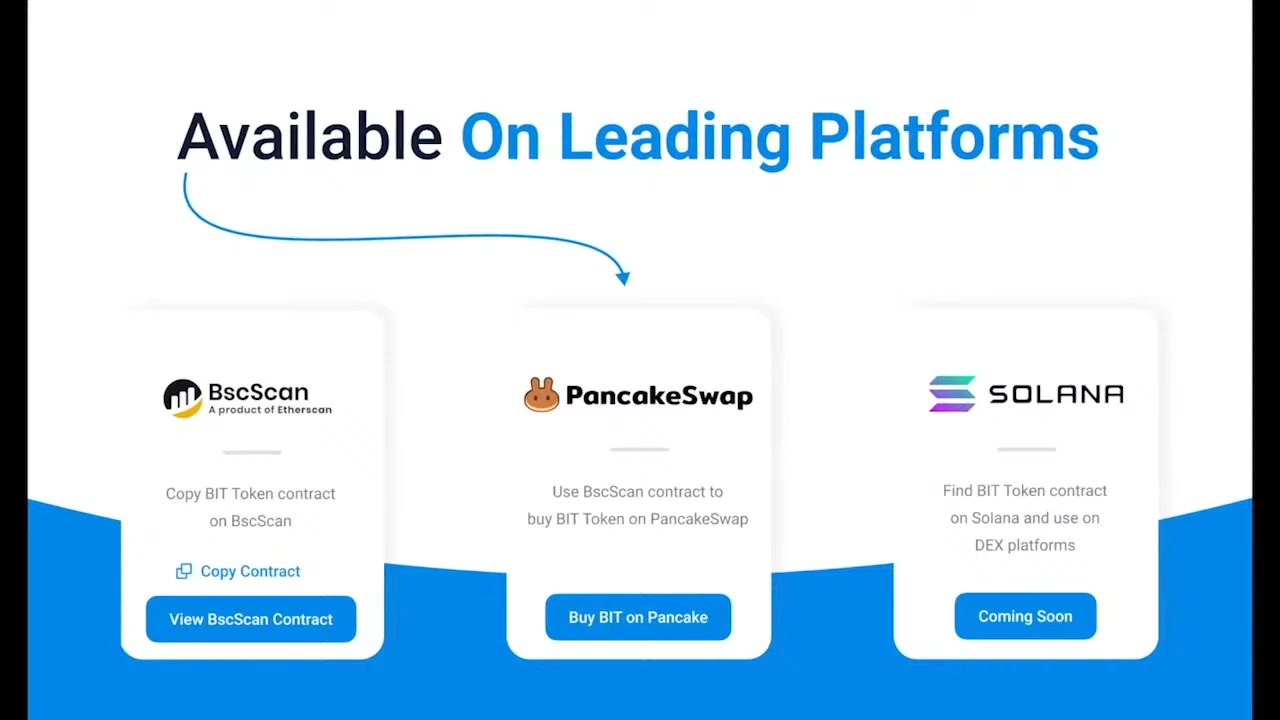 Available On Leading Platforms
BscScan
A product of Etherscan
Copy BIT Token contract
on BscScan
Copy Contract
View BscScan Contract
PancakeSwap
Use BscScan contract to
buy BIT Token on PancakeSwap
Buy BIT on Pancake
SOLANA
Find BIT Token contract
on Solana and use on
DEX platforms
Coming Soon